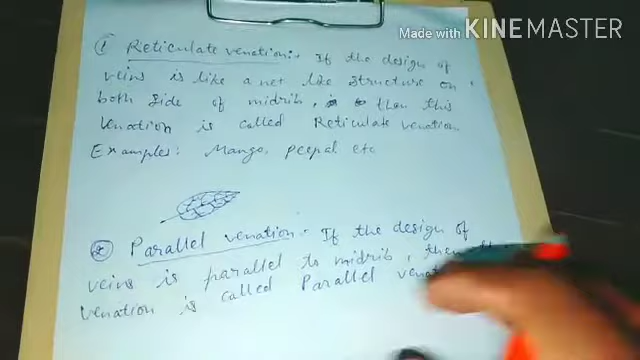 Made with KINEMASTER
① Reticulate venation:- If the design of
veins is like a net like structure on
both side of midrib, then this
venation is called Reticulate venation.
Examples: Mango, peepal etc
② Parallel venation:- If the design of
veins is parallel to midrib, then
venation is called Parallel